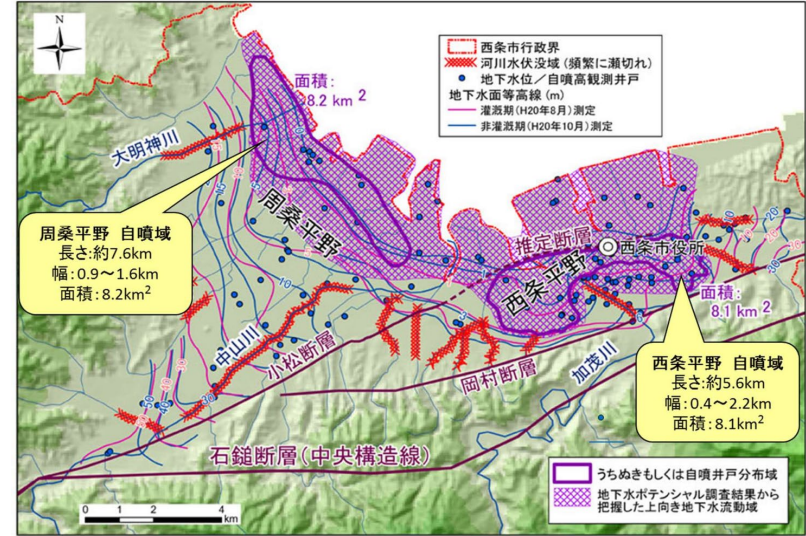 N
西条市行政界
河川水伏没域(頻繁に瀬切れ)
地下水位/自噴高観測井戸
地下水面等高線(m)
灌漑期(H20年8月)測定
非灌漑期(H20年10月)測定
面積:
8.2 km2
大明神川
周桑平野 自噴域
長さ:約7.6km
幅:0.9~1.6km
面積:8.2km2
周桑平野
推定断層
西条市役所
西条平野
面積:
8.1 km2
中山川
小松断層
岡村断層
加茂川
西条平野 自噴域
長さ:約5.6km
幅:0.4~2.2km
面積:8.1km2
石鎚断層(中央構造線)
うちぬきもしくは自噴井戸分布域
地下水ポテンシャル調査結果から
把握した上向き地下水流動域
0 1 2 4
km